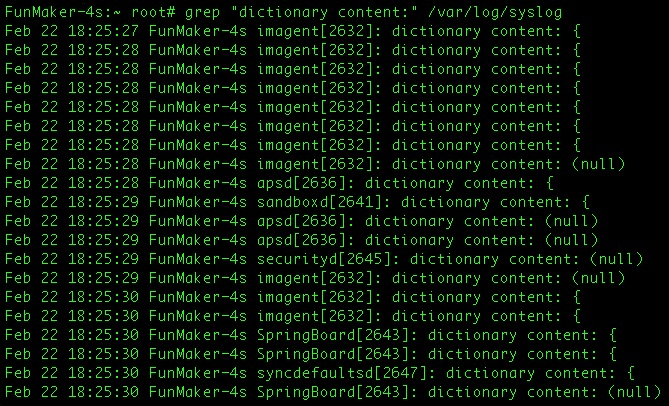 FunMaker-4s:~ root# grep "dictionary content:" /var/log/syslog
Feb 22 18:25:27 FunMaker-4s imagent[2632]: dictionary content: {
Feb 22 18:25:28 FunMaker-4s imagent[2632]: dictionary content: {
Feb 22 18:25:28 FunMaker-4s imagent[2632]: dictionary content: {
Feb 22 18:25:28 FunMaker-4s imagent[2632]: dictionary content: {
Feb 22 18:25:28 FunMaker-4s imagent[2632]: dictionary content: {
Feb 22 18:25:28 FunMaker-4s imagent[2632]: dictionary content: {
Feb 22 18:25:28 FunMaker-4s imagent[2632]: dictionary content: {
Feb 22 18:25:28 FunMaker-4s imagent[2632]: dictionary content: (null)
Feb 22 18:25:28 FunMaker-4s apsd[2636]: dictionary content: {
Feb 22 18:25:29 FunMaker-4s sandboxd[2641]: dictionary content: {
Feb 22 18:25:29 FunMaker-4s apsd[2636]: dictionary content: (null)
Feb 22 18:25:29 FunMaker-4s apsd[2636]: dictionary content: (null)
Feb 22 18:25:29 FunMaker-4s securityd[2645]: dictionary content: (null)
Feb 22 18:25:29 FunMaker-4s imagent[2632]: dictionary content: (null)
Feb 22 18:25:30 FunMaker-4s imagent[2632]: dictionary content: {
Feb 22 18:25:30 FunMaker-4s imagent[2632]: dictionary content: {
Feb 22 18:25:30 FunMaker-4s SpringBoard[2643]: dictionary content: {
Feb 22 18:25:30 FunMaker-4s SpringBoard[2643]: dictionary content: {
Feb 22 18:25:30 FunMaker-4s syncdefaultsd[2647]: dictionary content: {
Feb 22 18:25:30 FunMaker-4s SpringBoard[2643]: dictionary content: (null)